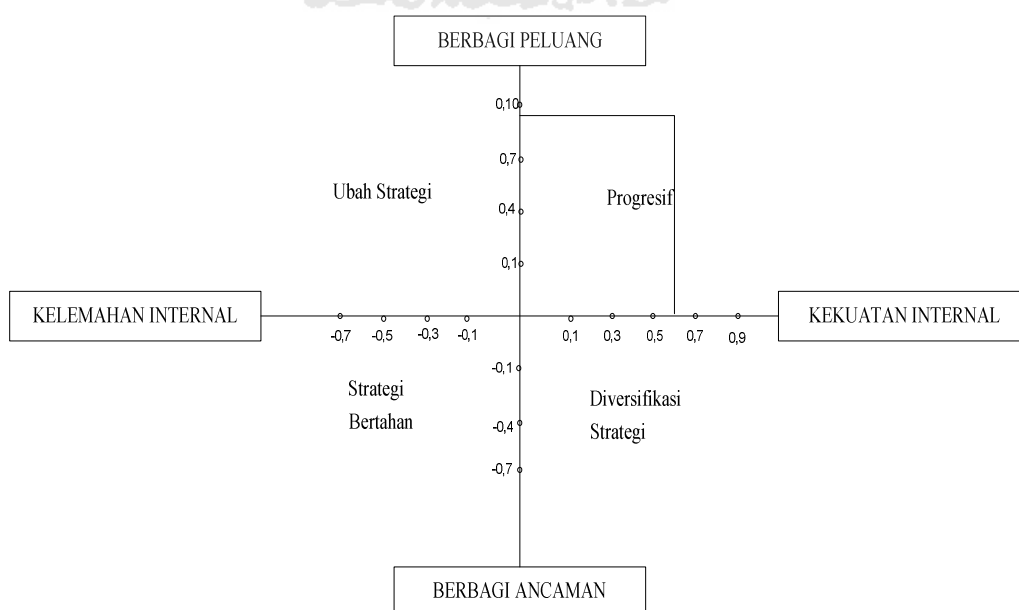 BERBAGI PELUANG
0,10
0,7
Ubah Strategi
Progresif
0,4
0,1
KELEMAHAN INTERNAL
KEKUATAN INTERNAL
-0,7 -0,5 -0,3 -0,1 0,1 0,3 0,5 0,7 0,9
-0,1
Strategi
Bertahan
Diversifikasi
Strategi
-0,4
-0,7
BERBAGI ANCAMAN